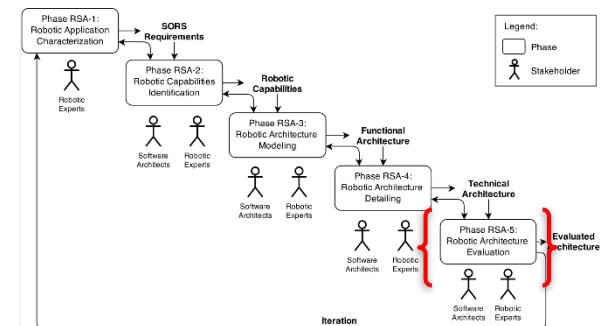 Phase RSA-1:
Robotic Application
Characterization
SORS
Requirements
Robotic
Experts
Phase RSA-2:
Robotic Capabilities
Identification
Robotic
Capabilities
Software
Architects
Robotic
Experts
Phase RSA-3:
Robotic Architecture
Modeling
Functional
Architecture
Software
Architects
Robotic
Experts
Phase RSA-4:
Robotic Architecture
Detailing
Technical
Architecture
Software
Architects
Robotic
Experts
Phase RSA-5:
Robotic Architecture
Evaluation
Evaluated
Architecture
Software
Architects
Robotic
Experts
Iteration
Legend:
Phase
Stakeholder